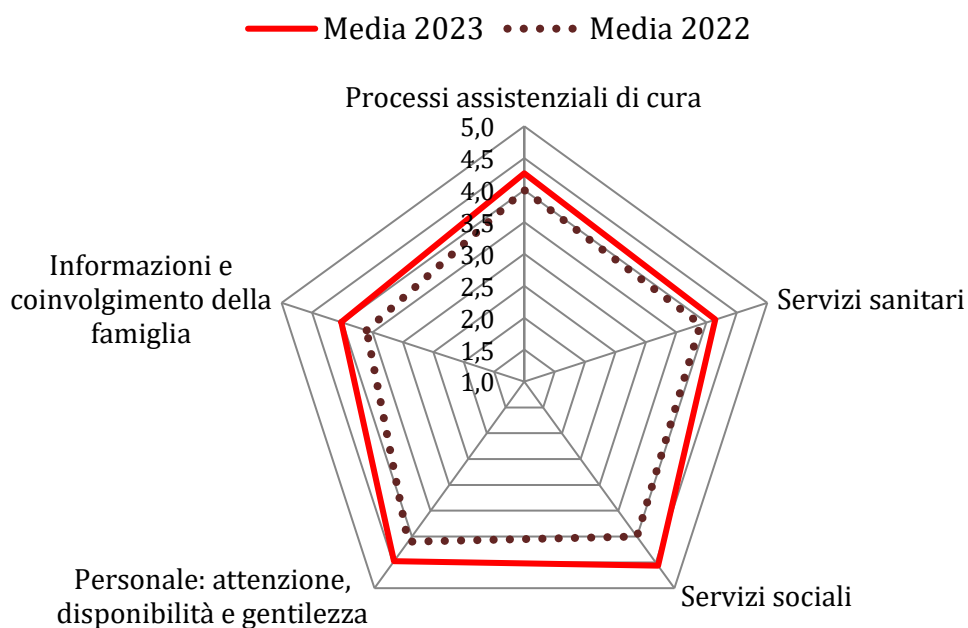 Media 2023 Media 2022
Processi assistenziali di cura
5,0
4,5
4,0
3,5
3,0
2,5
2,0
1,5
1,0
Servizi sanitari
Servizi sociali
Personale: attenzione,
disponibilità e gentilezza
Informazioni e
coinvolgimento della
famiglia